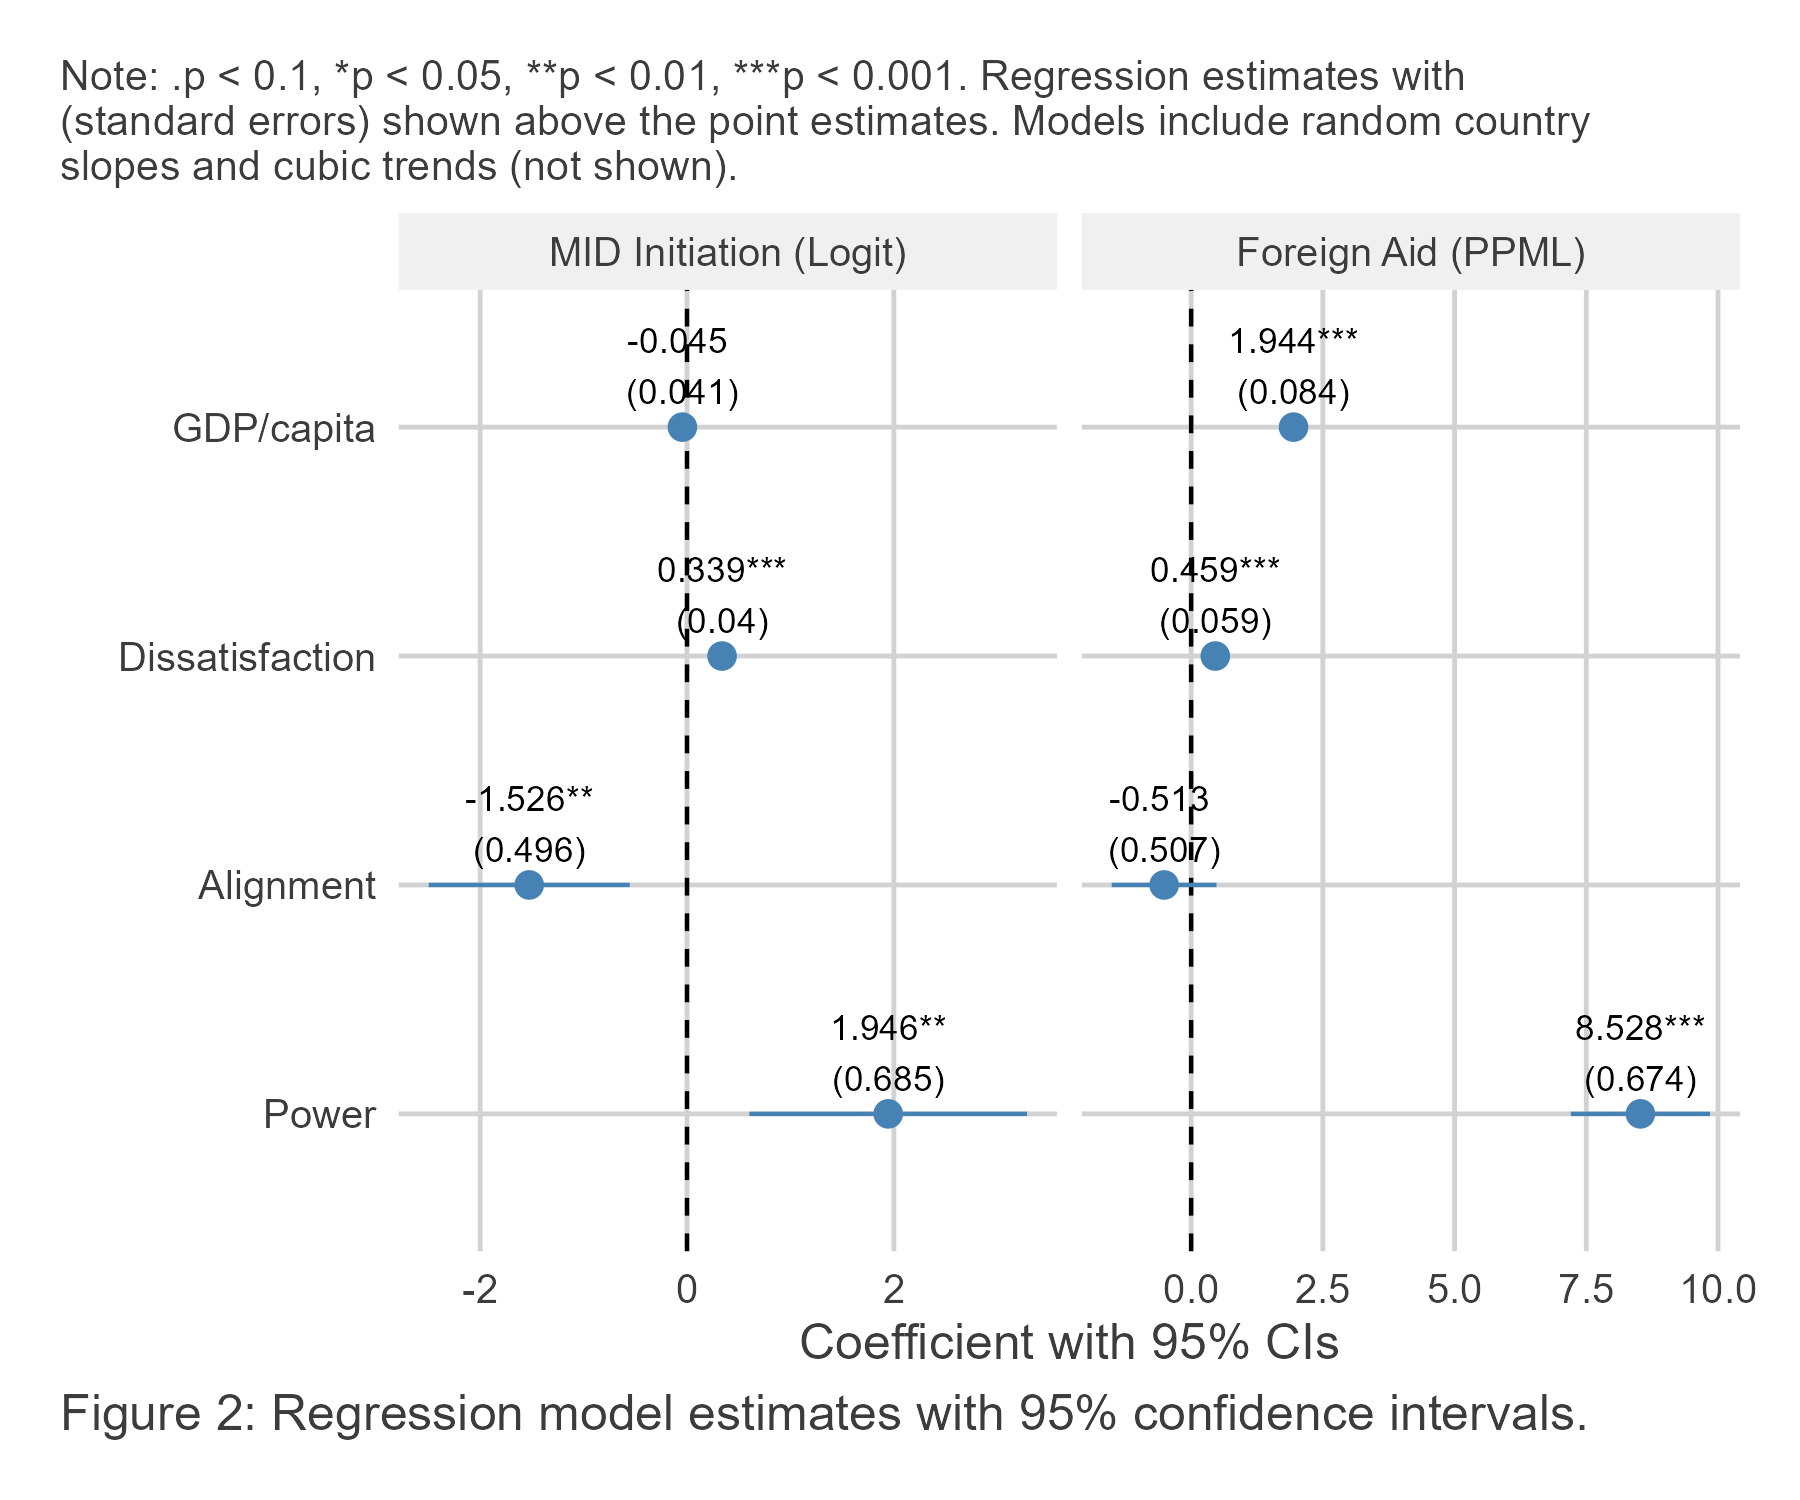 Note: .p < 0.1, *p < 0.05, **p < 0.01, ***p < 0.001. Regression estimates with
(standard errors) shown above the point estimates. Models include random country
slopes and cubic trends (not shown).
MID Initiation (Logit)
Foreign Aid (PPML)
GDP/capita
-0.045
(0.041)
1.944***
(0.084)
Dissatisfaction
0.339***
(0.04)
0.459***
(0.059)
Alignment
-1.526**
(0.496)
-0.513
(0.507)
Power
1.946**
(0.685)
8.528***
(0.674)
-2 0 2
0.0 2.5 5.0 7.5 10.0
Coefficient with 95% CIs
Figure 2: Regression model estimates with 95% confidence intervals.